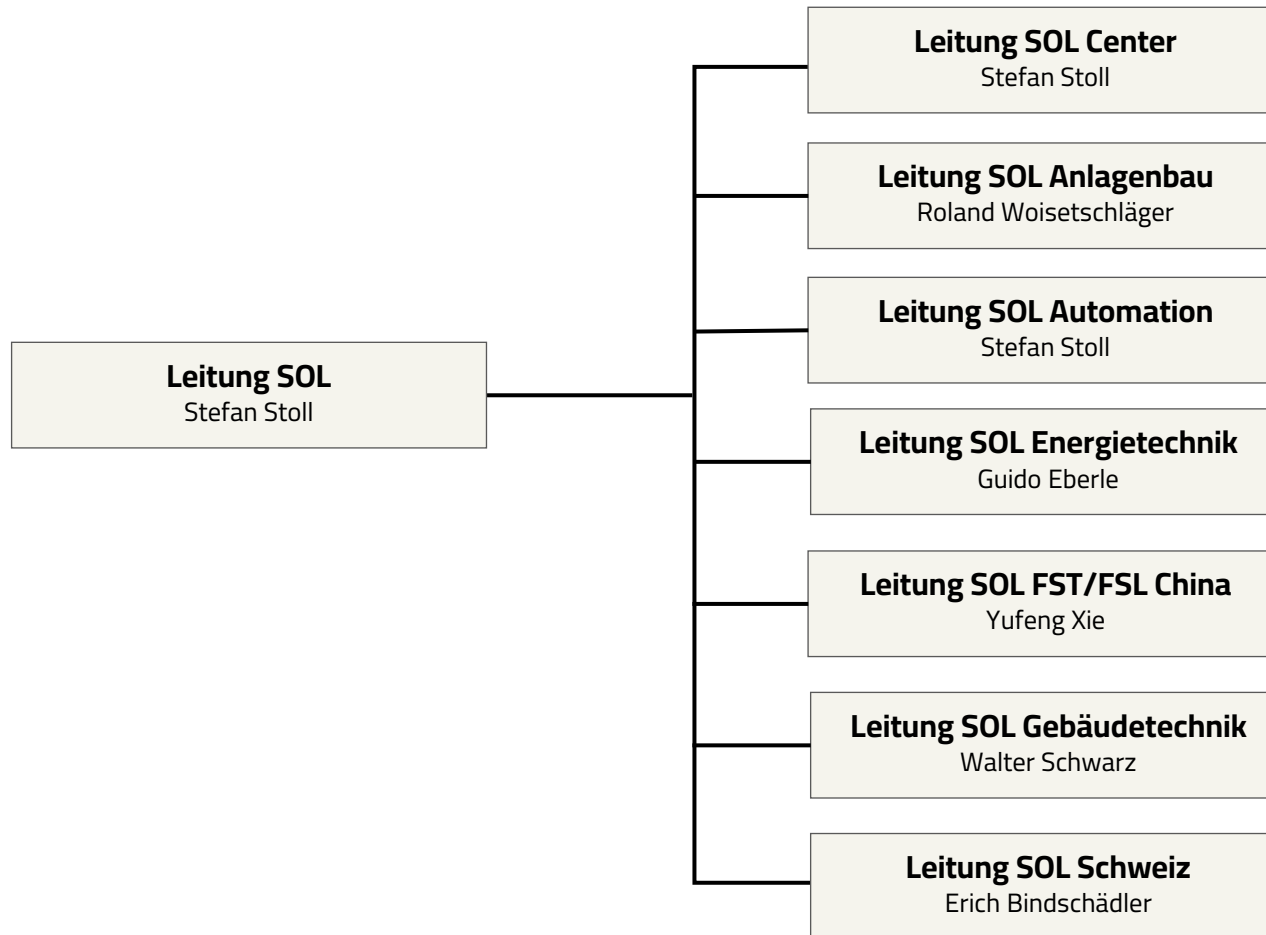 Leitung SOL Center
Stefan Stoll
Leitung SOL Anlagenbau
Roland Woisetschläger
Leitung SOL Automation
Stefan Stoll
Leitung SOL
Stefan Stoll
Leitung SOL Energietechnik
Guido Eberle
Leitung SOL FST/FSL China
Yufeng Xie
Leitung SOL Gebäudetechnik
Walter Schwarz
Leitung SOL Schweiz
Erich Bindschädler